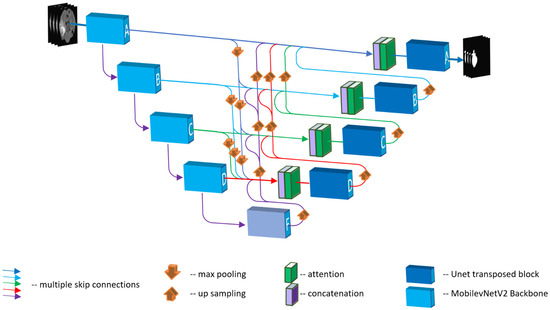 A
A
B
B
C
C
D
D
-- max pooling
-- attention
-- Unet transposed block
-- multiple skip connections
-- up sampling
-- concatenation
-- MobilevNetV2 Backbone